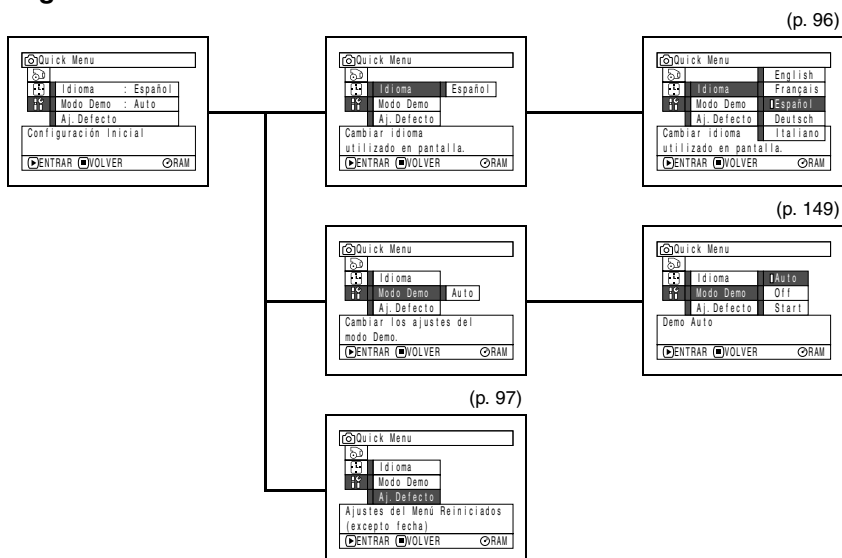 (p. 96)
Quick Menu
Idioma : Español
Modo Demo : Auto
Aj. Defecto
Configuración Inicial
ENTRAR VOLVER RAM
Quick Menu
Idioma Español
Modo Demo
Aj. Defecto
Cambiar idioma
utilizado en pantalla.
ENTRAR VOLVER RAM
Quick Menu
English
Idioma Français
Modo Demo Español
Aj. Defecto Deutsch
Cambiar idioma Italiano
utilizado en pantalla.
ENTRAR VOLVER RAM
(p. 149)
Quick Menu
Idioma
Modo Demo Auto
Aj. Defecto
Cambiar los ajustes del
modo Demo.
ENTRAR VOLVER RAM
Quick Menu
Idioma Auto
Modo Demo Off
Aj. Defecto Start
Demo Auto
ENTRAR VOLVER RAM
(p. 97)
Quick Menu
Idioma
Modo Demo
Aj. Defecto
Ajustes del Menú Reiniciados
(excepto fecha)
ENTRAR VOLVER RAM